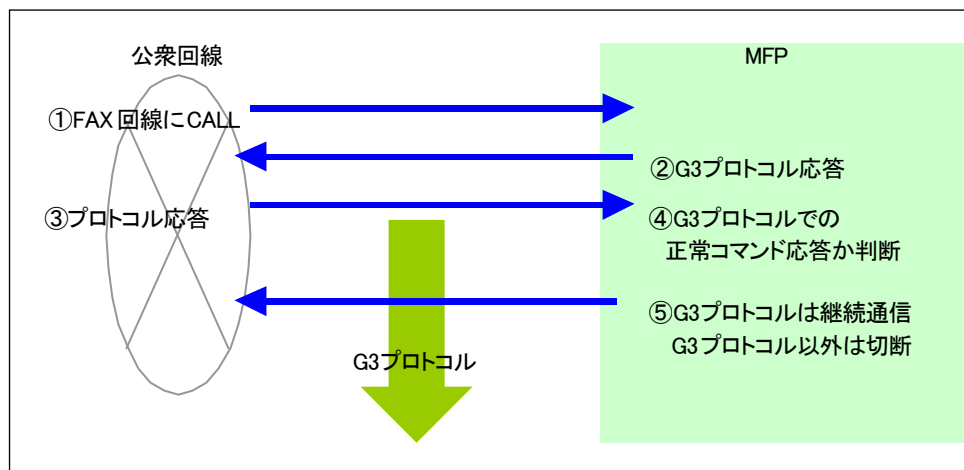 公衆回線
MFP
①FAX回線にCALL
②G3プロトコル応答
③プロトコル応答
④G3プロトコルでの
正常コマンド応答か判断
⑤G3プロトコルは継続通信
G3プロトコル以外は切断
G3プロトコル